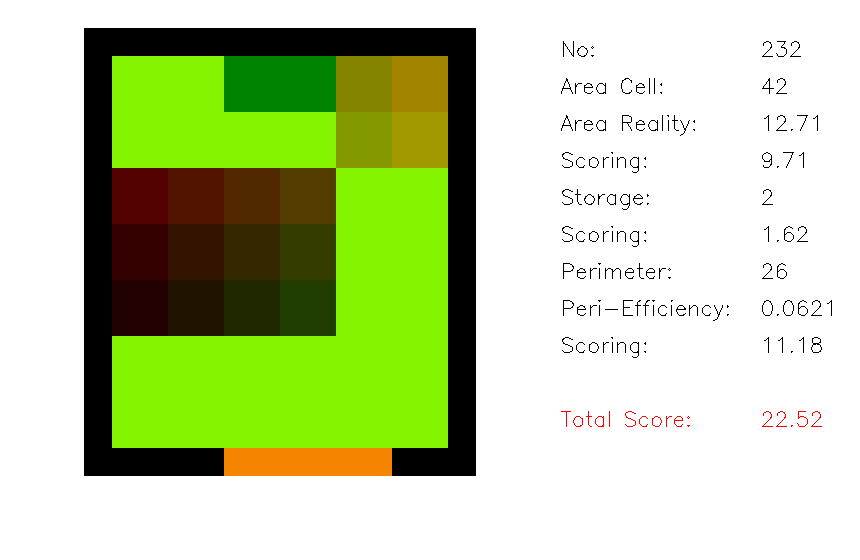 No: 232
Area Cell: 42
Area Reality: 12.71
Scoring: 9.71
Storage: 2
Scoring: 1.62
Perimeter: 26
Peri-Efficiency: 0.0621
Scoring: 11.18
Total Score: 22.52